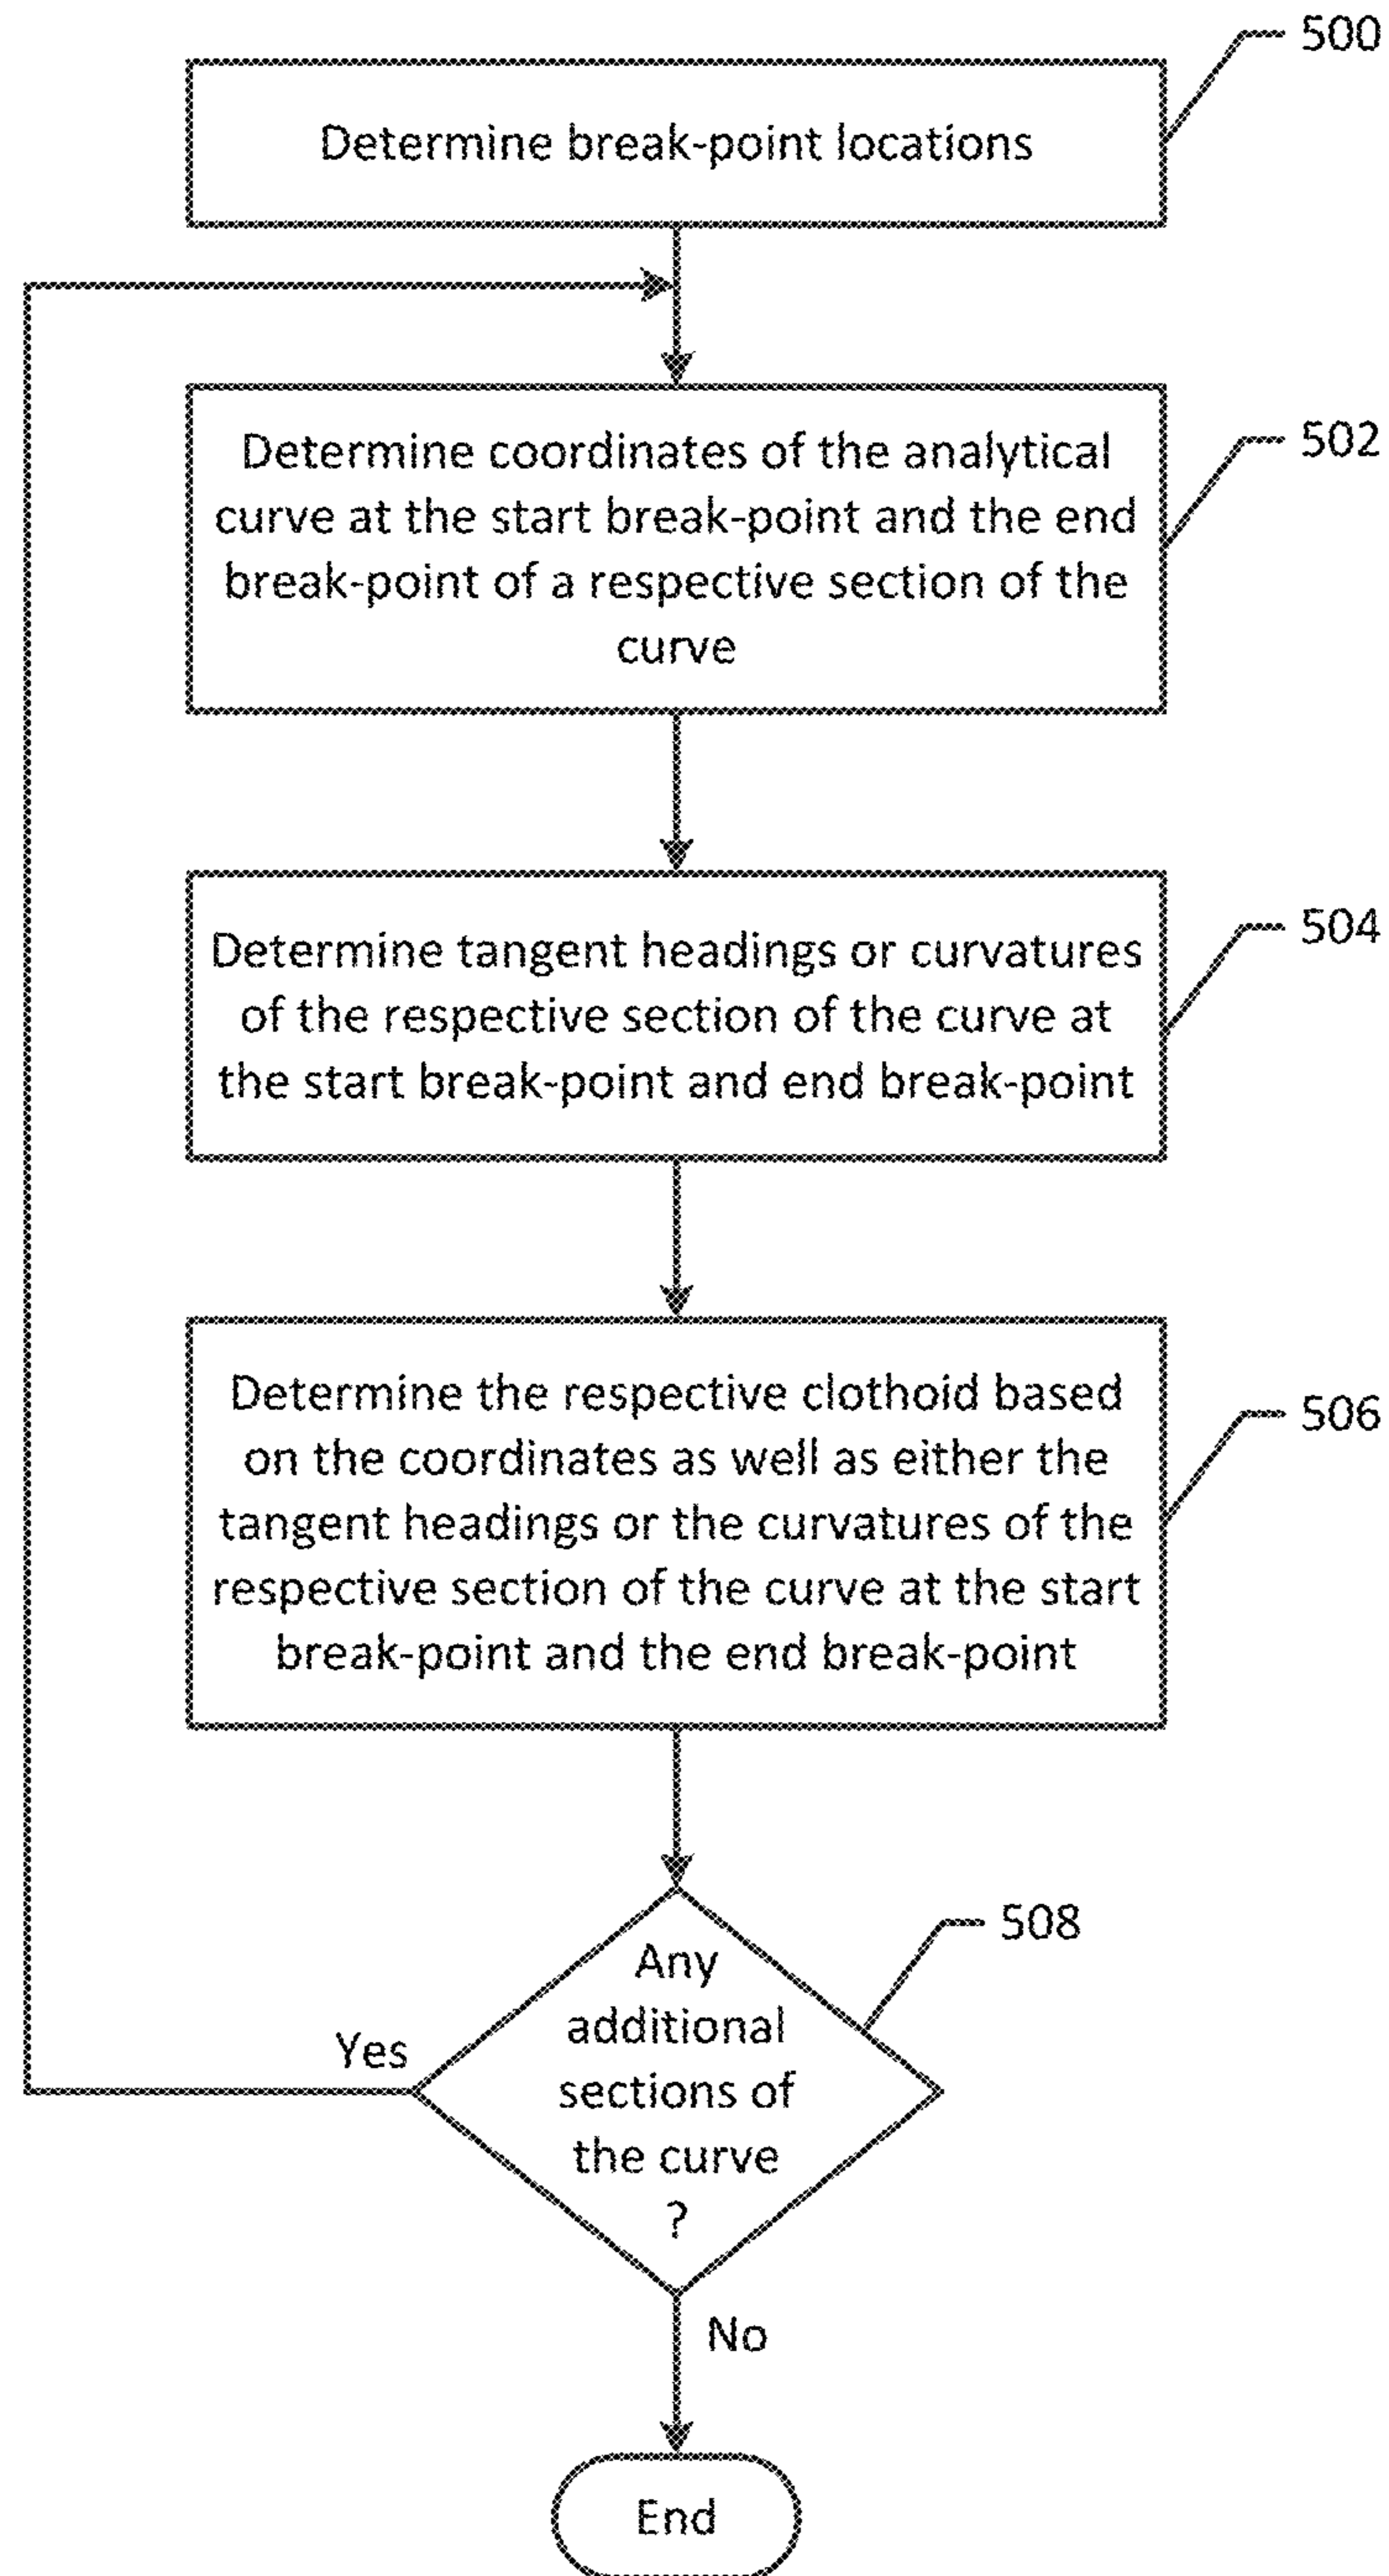 500
Determine break-point locations
502
Determine coordinates of the analytical
curve at the start break-point and the end
break-point of a respective section of the
curve
504
Determine tangent headings or curvatures
of the respective section of the curve at
the start break-point and end break-point
506
Determine the respective clothoid based
on the coordinates as well as either the
tangent headings or the curvatures of the
respective section of the curve at the start
break-point and the end break-point
508
Any
additional
sections of
the curve
?
Yes
No
End